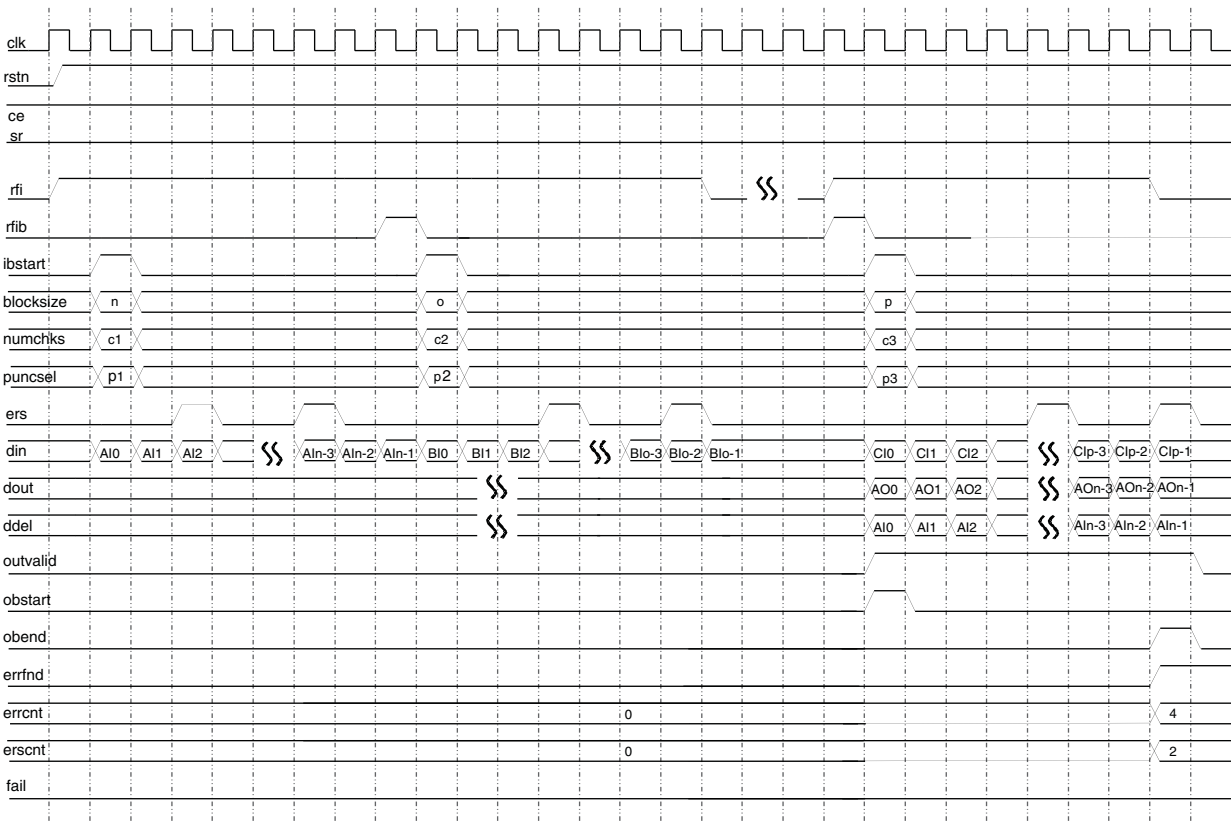 clk
rstn
ce
sr
rfi
rfib
ibstart
blocksize n o p
numchks c1 c2 c3
puncsel p1 p2 p3
ers
din AI0 AI1 AI2 AIn-3 AIn-2 AIn-1 BI0 BI1 BI2 BIo-3 BIo-2 BIo-1 CI0 CI1 CI2 CIp-3 CIp-2 CIp-1
dout AO0 AO1 AO2 AOn-3 AOn-2 AOn-1
ddel AI0 AI1 AI2 AIn-3 AIn-2 AIn-1
outvalid
obstart
obend
errfnd
errcnt 0 4
erscnt 0 2
fail